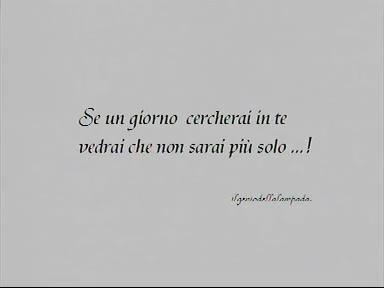 Se un giorno cercherai in te
vedrai che non sarai più solo ...!
ilgeniodellalampada.